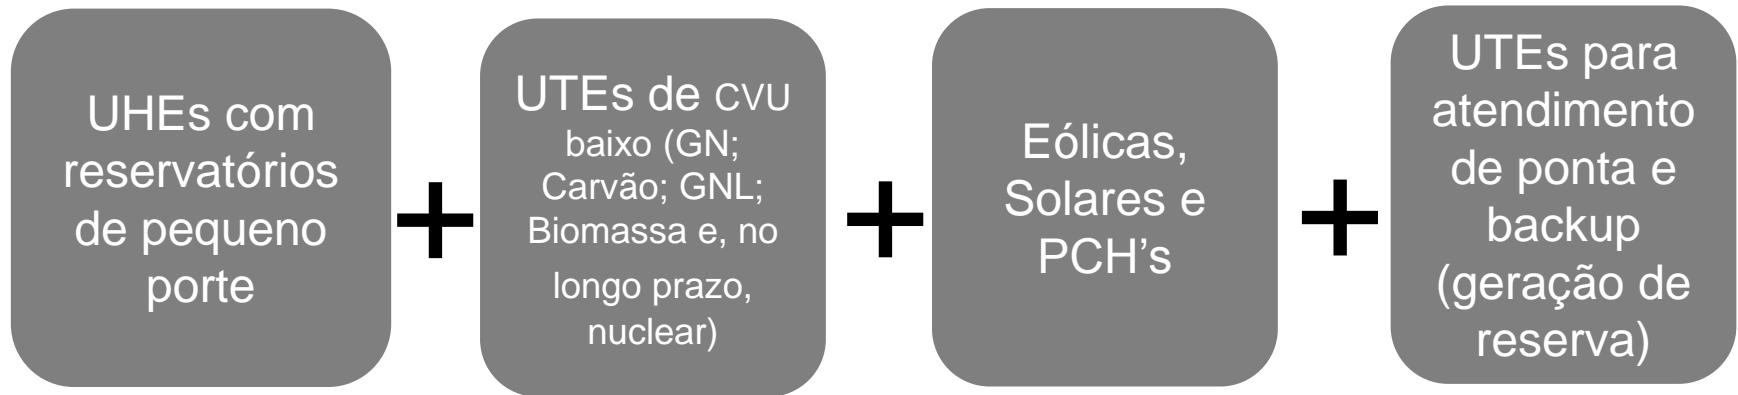 UHEs com
reservatórios
de pequeno
porte
+
UTEs de CVU
baixo (GN;
Carvão; GNL;
Biomassa e, no
longo prazo,
nuclear)
+
Eólicas,
Solares e
PCH's
+
UTEs para
atendimento
de ponta e
backup
(geração de
reserva)